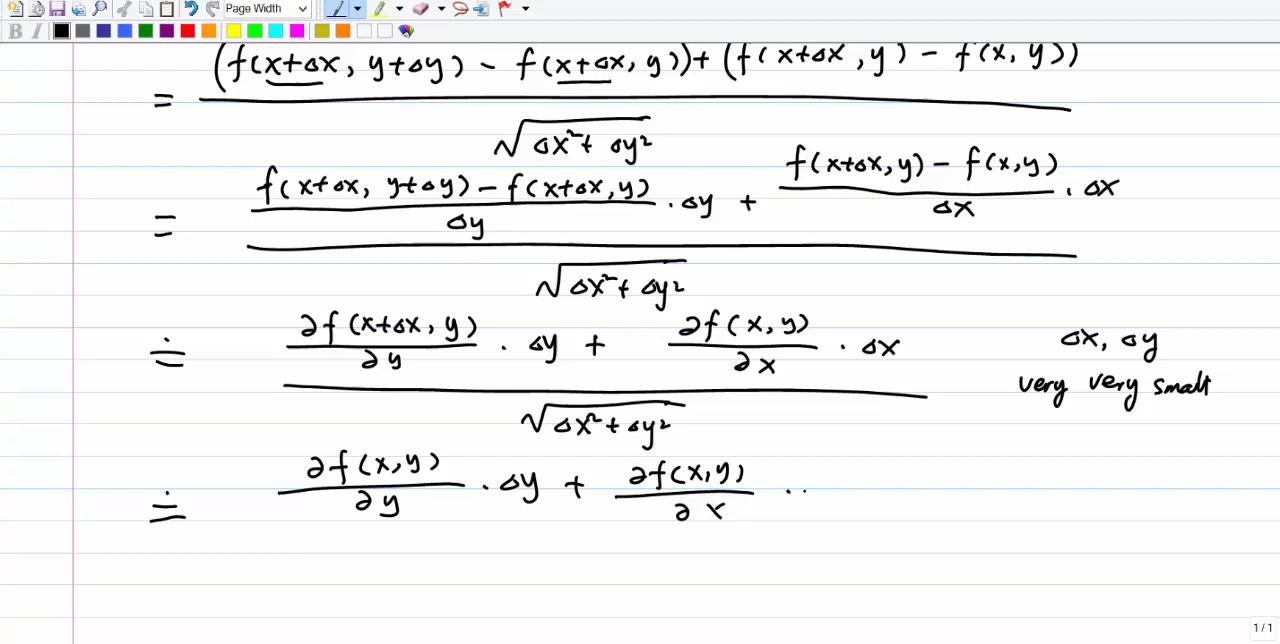 Page Width
B I
(f(x+Δx, y+Δy) − f(x+Δx, y)) + (f(x+Δx, y) − f(x, y))
=
√Δx²+Δy²
f(x+Δx, y+Δy) − f(x+Δx, y) / Δy · Δy + f(x+Δx, y) − f(x, y) / Δx · Δx
=
√Δx²+Δy²
≐ ∂f(x+Δx, y) / ∂y · Δy + ∂f(x, y) / ∂x · Δx Δx, Δy
very very small
√Δx²+Δy²
≐ ∂f(x, y) / ∂y · Δy + ∂f(x, y) / ∂x ..
1/1